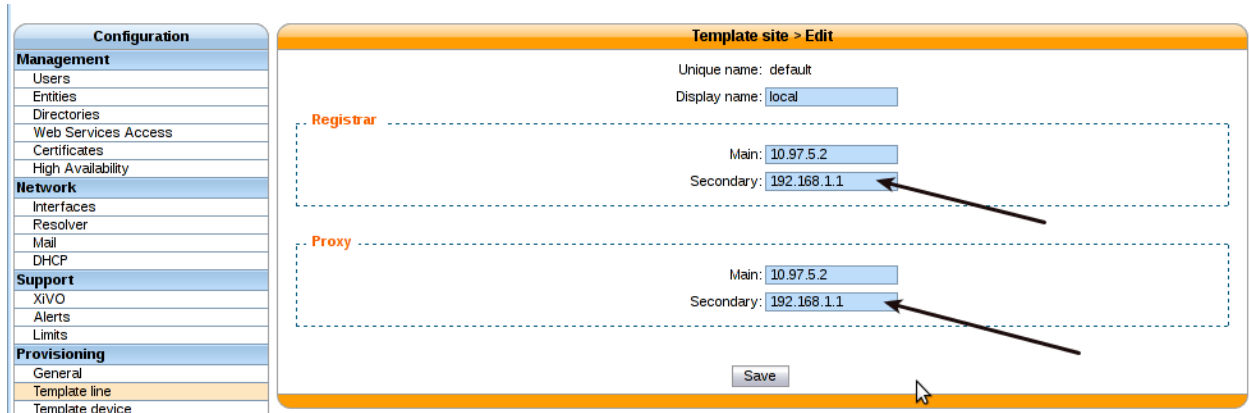 Configuration
Management
Users
Entities
Directories
Web Services Access
Certificates
High Availability
Network
Interfaces
Resolver
Mail
DHCP
Support
XiVO
Alerts
Limits
Provisioning
General
Template line
Template device
Template site > Edit
Unique name: default
Display name: local
Registrar
Main: 10.97.5.2
Secondary: 192.168.1.1
Proxy
Main: 10.97.5.2
Secondary: 192.168.1.1
Save